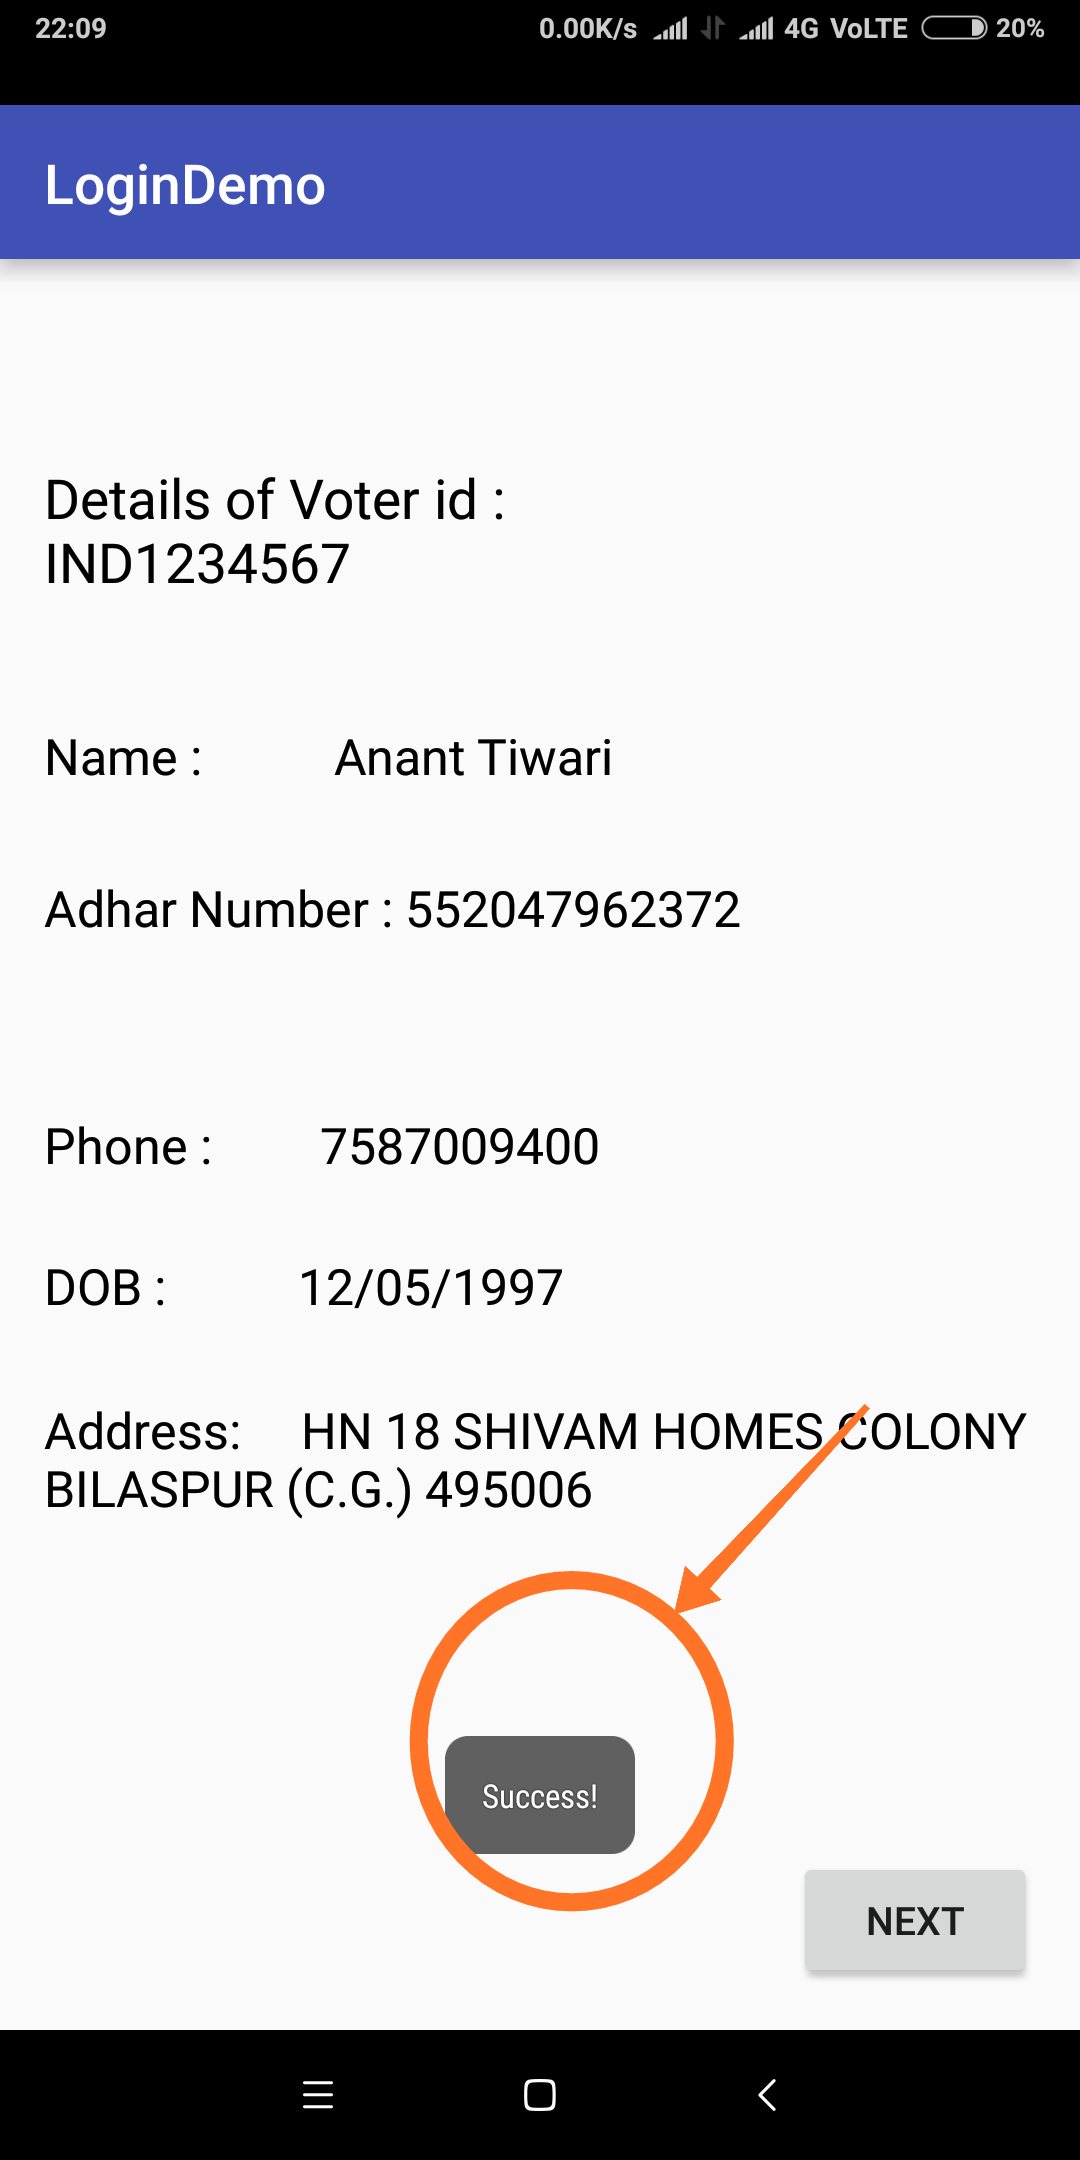 22:09 0.00K/s 4G VoLTE 20%
LoginDemo
Details of Voter id :
IND1234567
Name : Anant Tiwari
Adhar Number : 552047962372
Phone : 7587009400
DOB : 12/05/1997
Address: HN 18 SHIVAM HOMES COLONY
BILASPUR (C.G.) 495006
Success!
NEXT